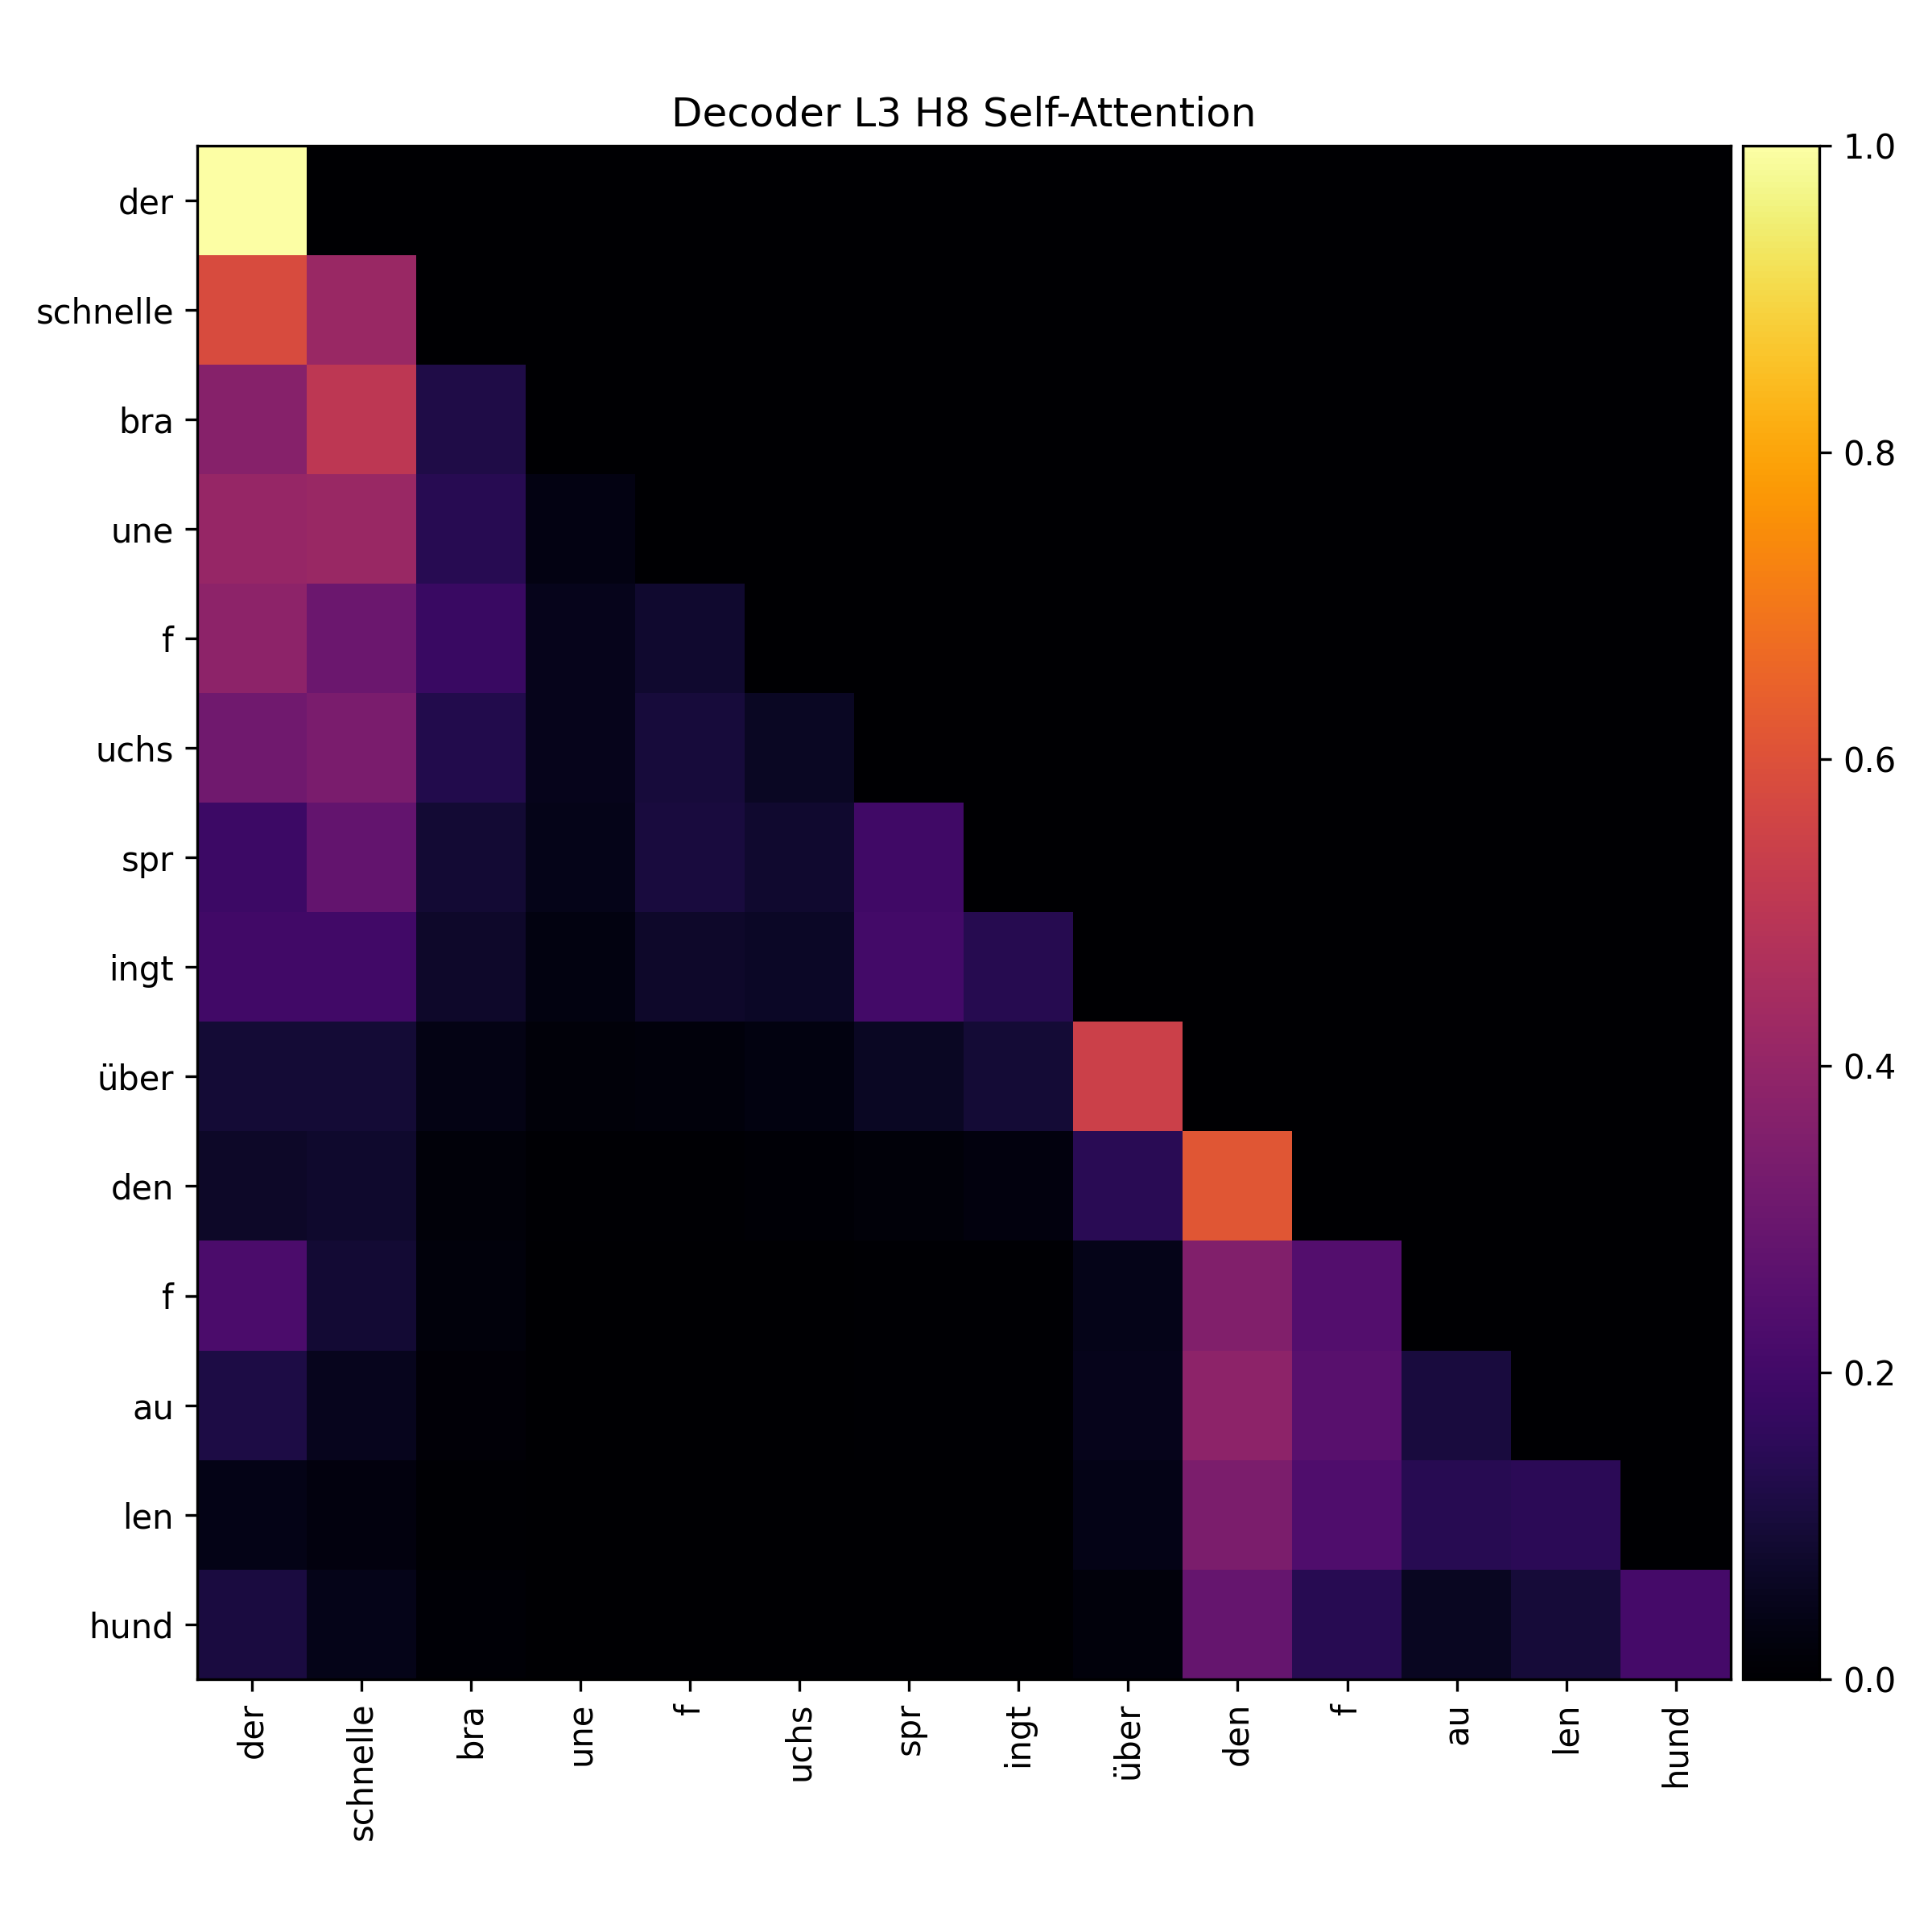 Decoder L3 H8 Self-Attention
der
schnelle
bra
une
f
uchs
spr
ingt
über
den
f
au
len
hund
der
schnelle
bra
une
f
uchs
spr
ingt
über
den
f
au
len
hund
1.0
0.8
0.6
0.4
0.2
0.0